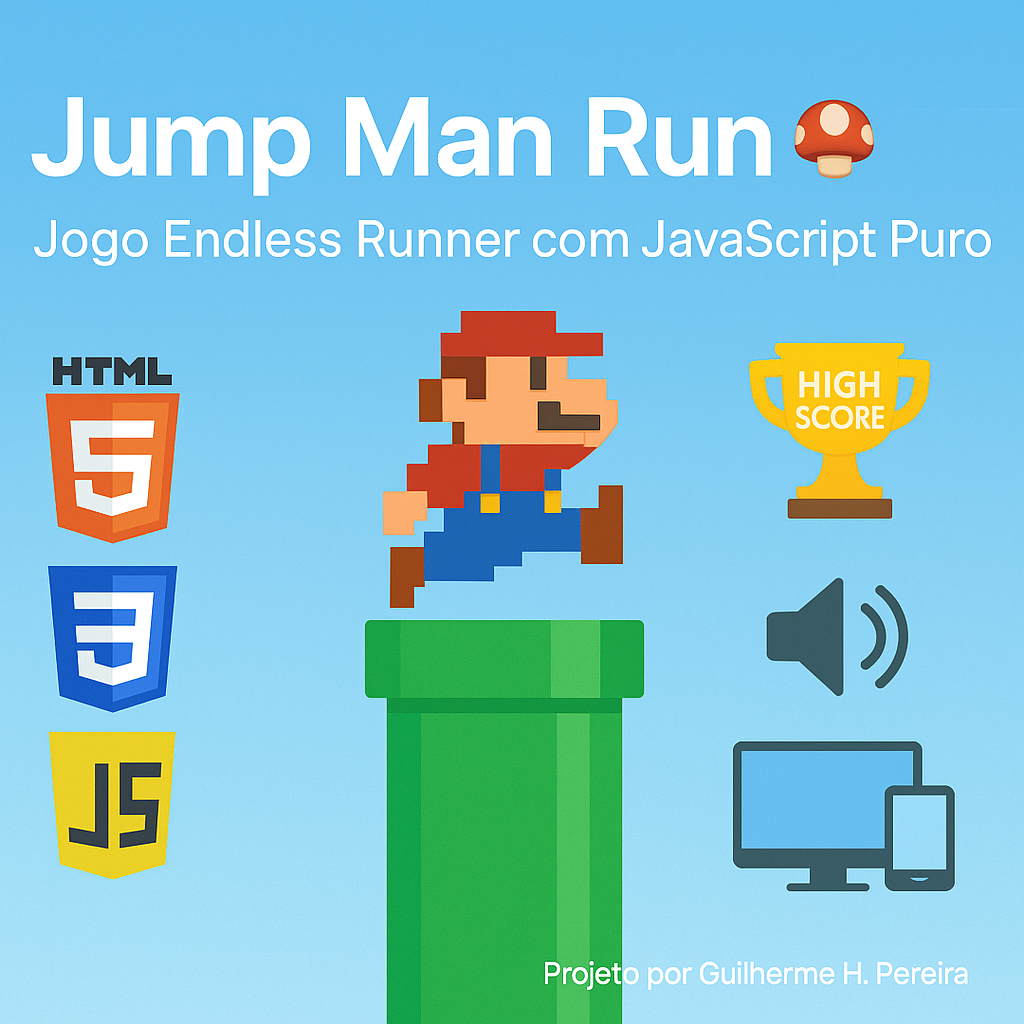 Jump Man Run
Jogo Endless Runner com JavaScript Puro
HTML
5
3
JS
HIGH
SCORE
Projeto por Guilherme H. Pereira